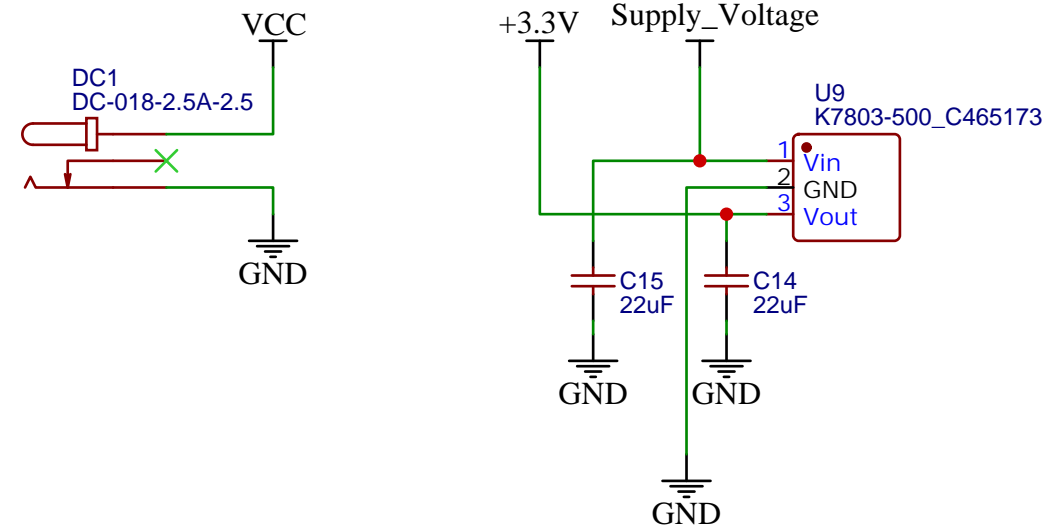 VCC
DC1
DC-018-2.5A-2.5
GND
+3.3V
Supply_Voltage
U9
K7803-500_C465173
1
Vin
2
GND
3
Vout
C15
22uF
C14
22uF
GND
GND
GND